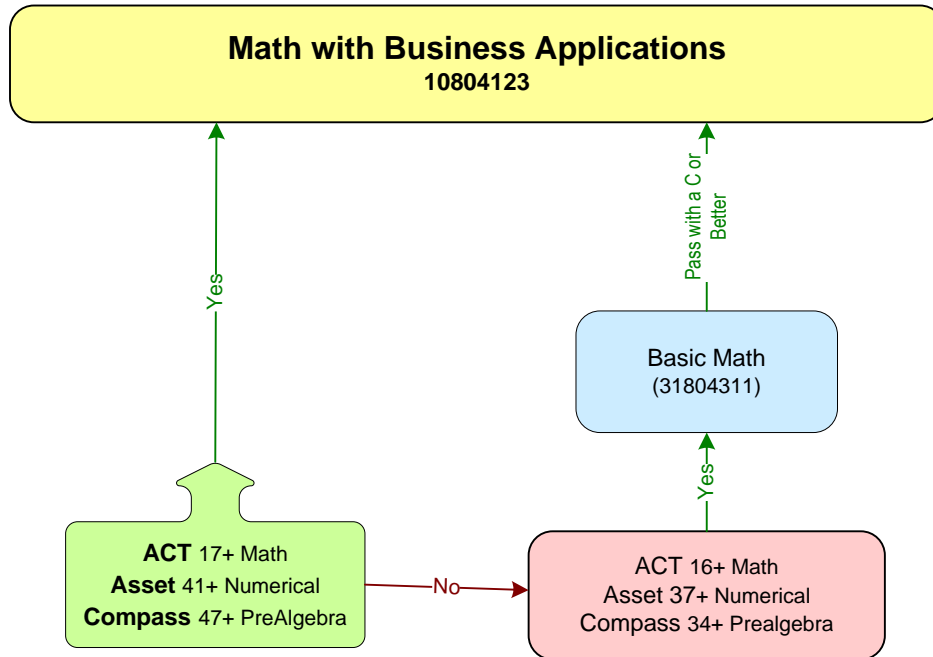 Math with Business Applications
10804123
Pass with a C or
Better
Yes
Basic Math
(31804311)
Yes
ACT 17+ Math
Asset 41+ Numerical
Compass 47+ PreAlgebra
No
ACT 16+ Math
Asset 37+ Numerical
Compass 34+ Prealgebra